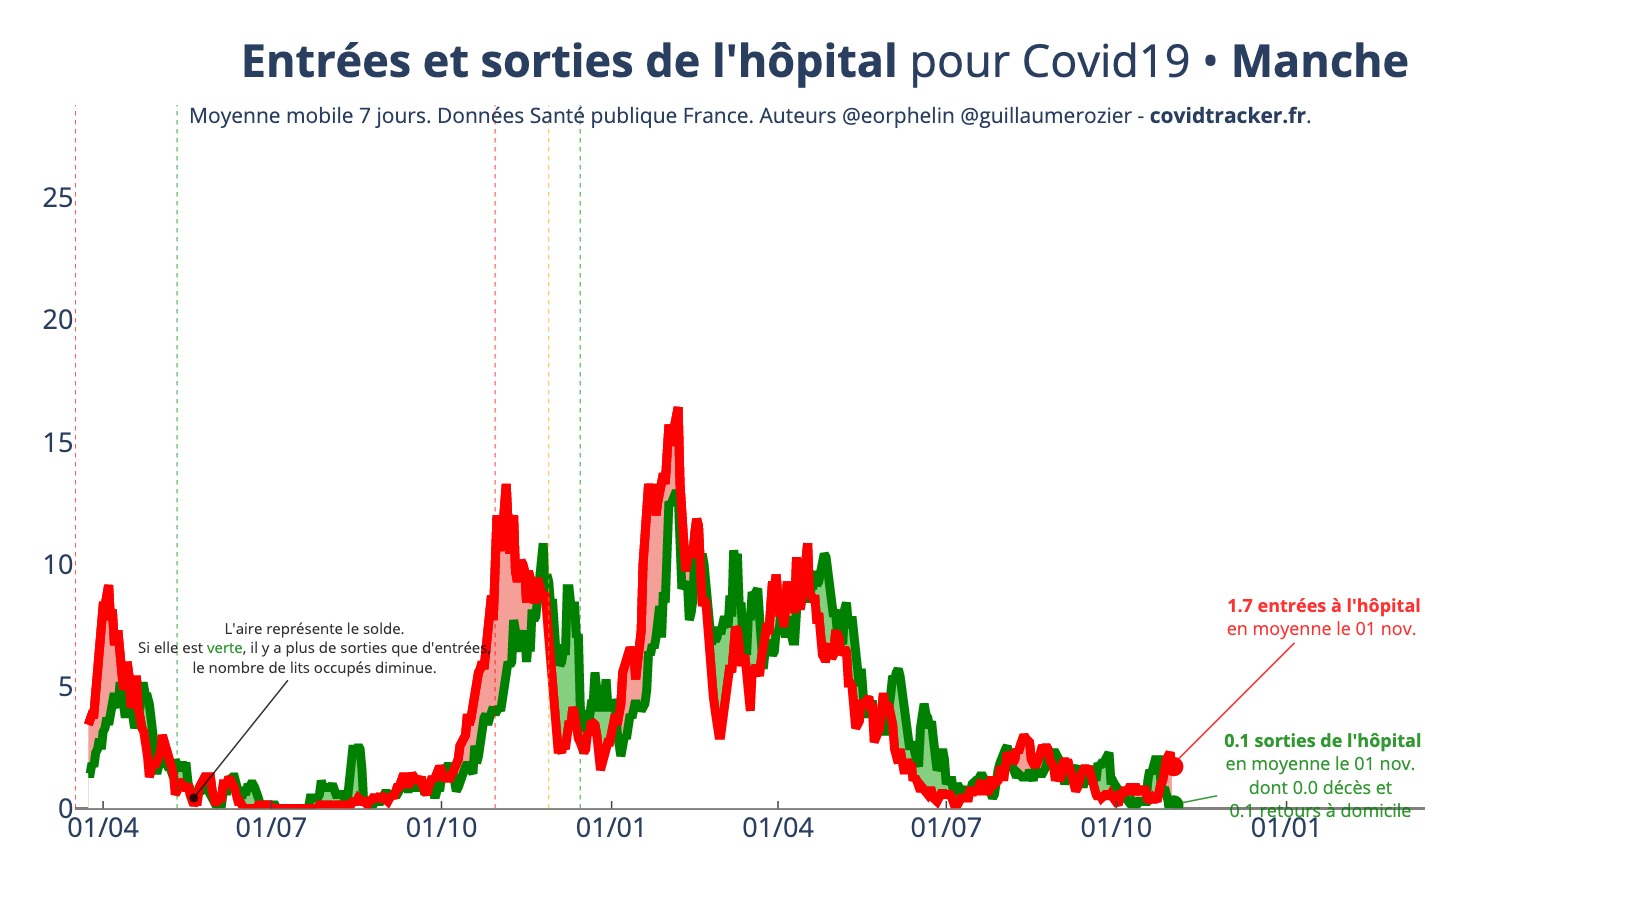 Entrées et sorties de l'hôpital pour Covid19 • Manche
Moyenne mobile 7 jours. Données Santé publique France. Auteurs @eorphelin @guillaumerozier - covidtracker.fr.
25
20
15
10
5
0
L'aire représente le solde.
Si elle est verte, il y a plus de sorties que d'entrées,
le nombre de lits occupés diminue.
1.7 entrées à l'hôpital
en moyenne le 01 nov.
0.1 sorties de l'hôpital
en moyenne le 01 nov.
dont 0.0 décès et
0.1 retours à domicile
01/04 01/07 01/10 01/01 01/04 01/07 01/10 01/01